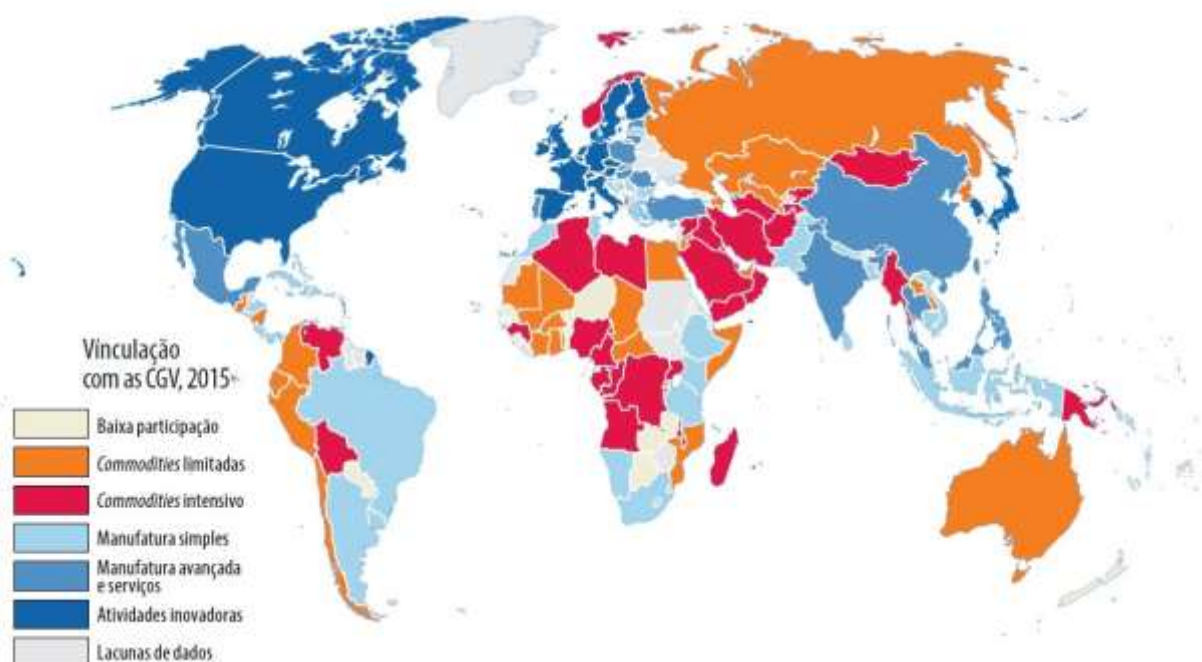 Vinculação
com as CGV, 2015
Baixa participação
Commodities limitadas
Commodities intensivo
Manufatura simples
Manufatura avançada
e serviços
Atividades inovadoras
Lacunas de dados